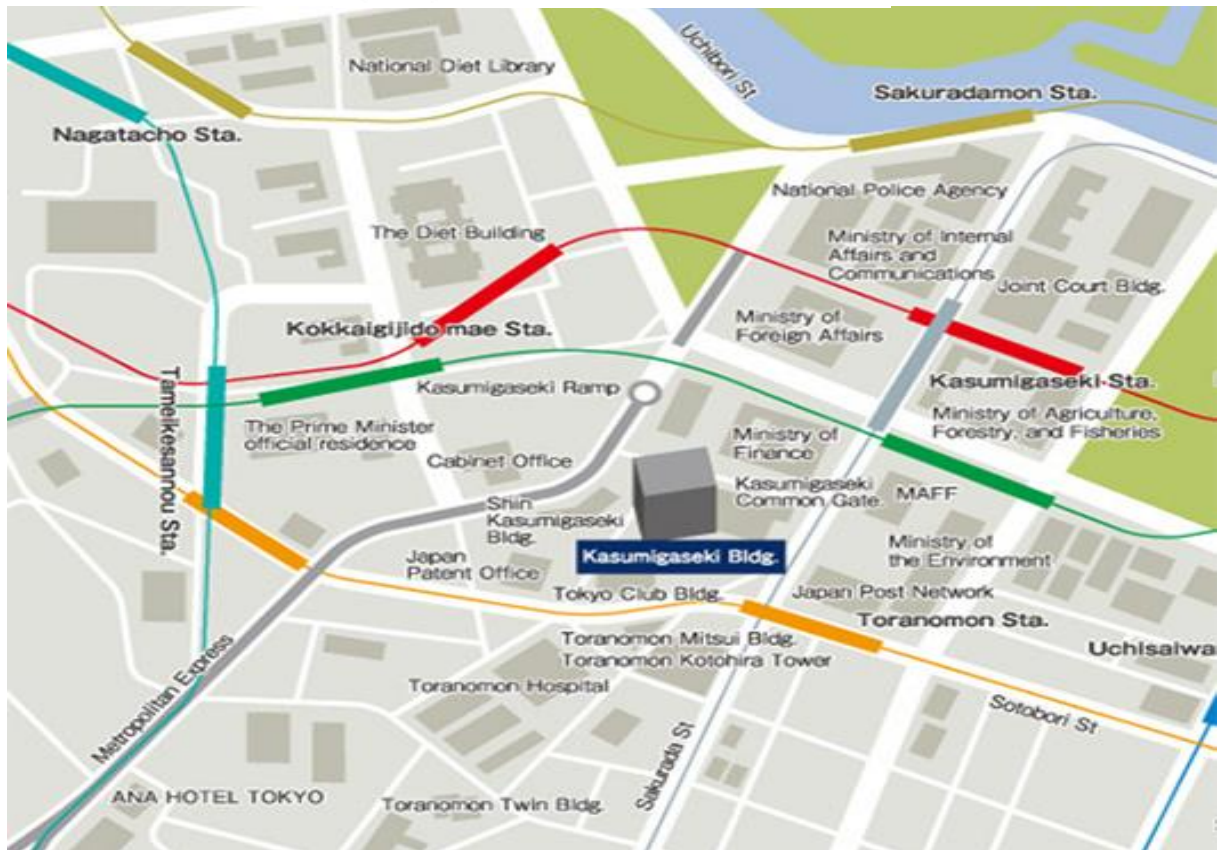 Uchibori St
National Diet Library
Sakuradamon Sta.
Nagatacho Sta.
National Police Agency
The Diet Building
Ministry of Internal
Affairs and
Communications
Joint Court Bldg.
Kokkaigijido mae Sta.
Ministry of
Foreign Affairs
Kasumigaseki Ramp
Kasumigaseki Sta.
Tameikesannou Sta.
The Prime Minister
official residence
Ministry of
Finance
Ministry of Agriculture,
Forestry, and Fisheries
Cabinet Office
Kasumigaseki
Common Gate.
MAFF
Shin
Kasumigaseki
Bldg.
Kasumigaseki Bldg.
Japan
Patent Office
Ministry of
the Environment
Tokyo Club Bldg.
Japan Post Network
Toranomon Sta.
Toranomon Mitsui Bldg.
Toranomon Kotohira Tower
Uchisaiwa
Toranomon Hospital
Metropolitan Express
Sotobori St
Sakurada St
ANA HOTEL TOKYO
Toranomon Twin Bldg.